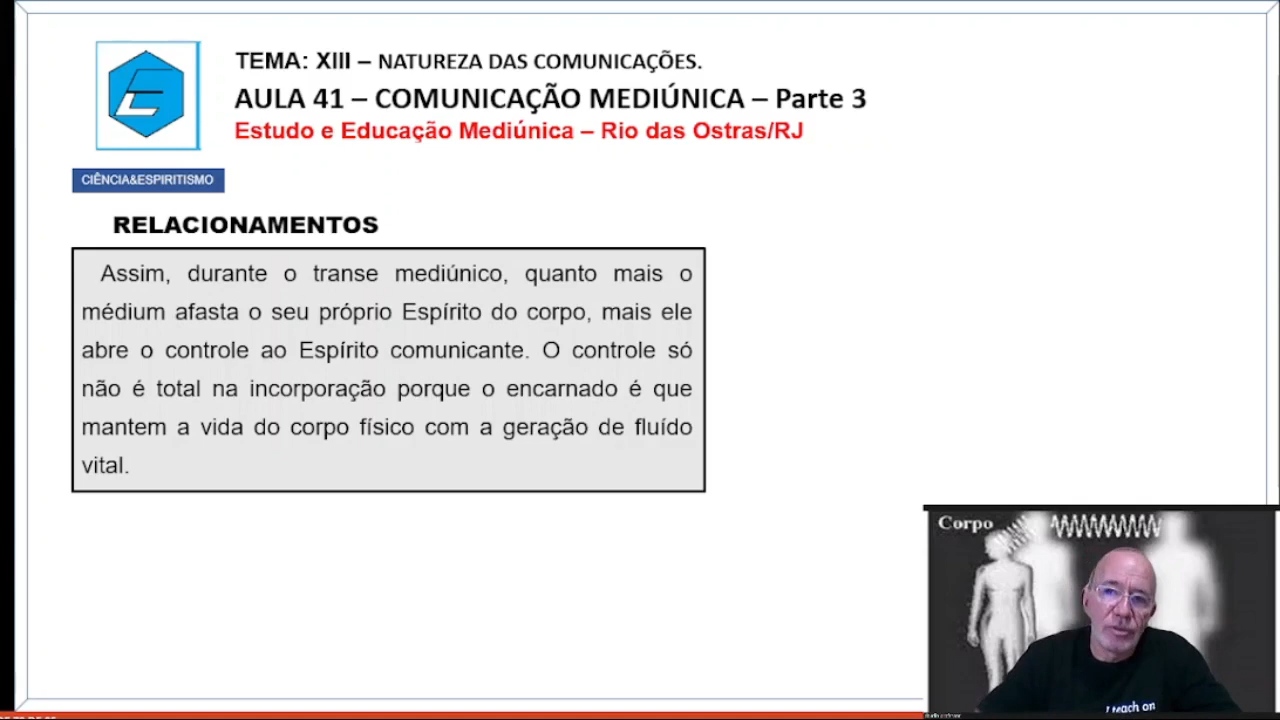 TEMA: XIII – NATUREZA DAS COMUNICAÇÕES.
AULA 41 – COMUNICAÇÃO MEDIÚNICA – Parte 3
Estudo e Educação Mediúnica – Rio das Ostras/RJ
CIÊNCIA&ESPIRITISMO
RELACIONAMENTOS
Assim, durante o transe mediúnico, quanto mais o
médium afasta o seu próprio Espírito do corpo, mais ele
abre o controle ao Espírito comunicante. O controle só
não é total na incorporação porque o encarnado é que
mantem a vida do corpo físico com a geração de fluído
vital.
Corpo
I teach on